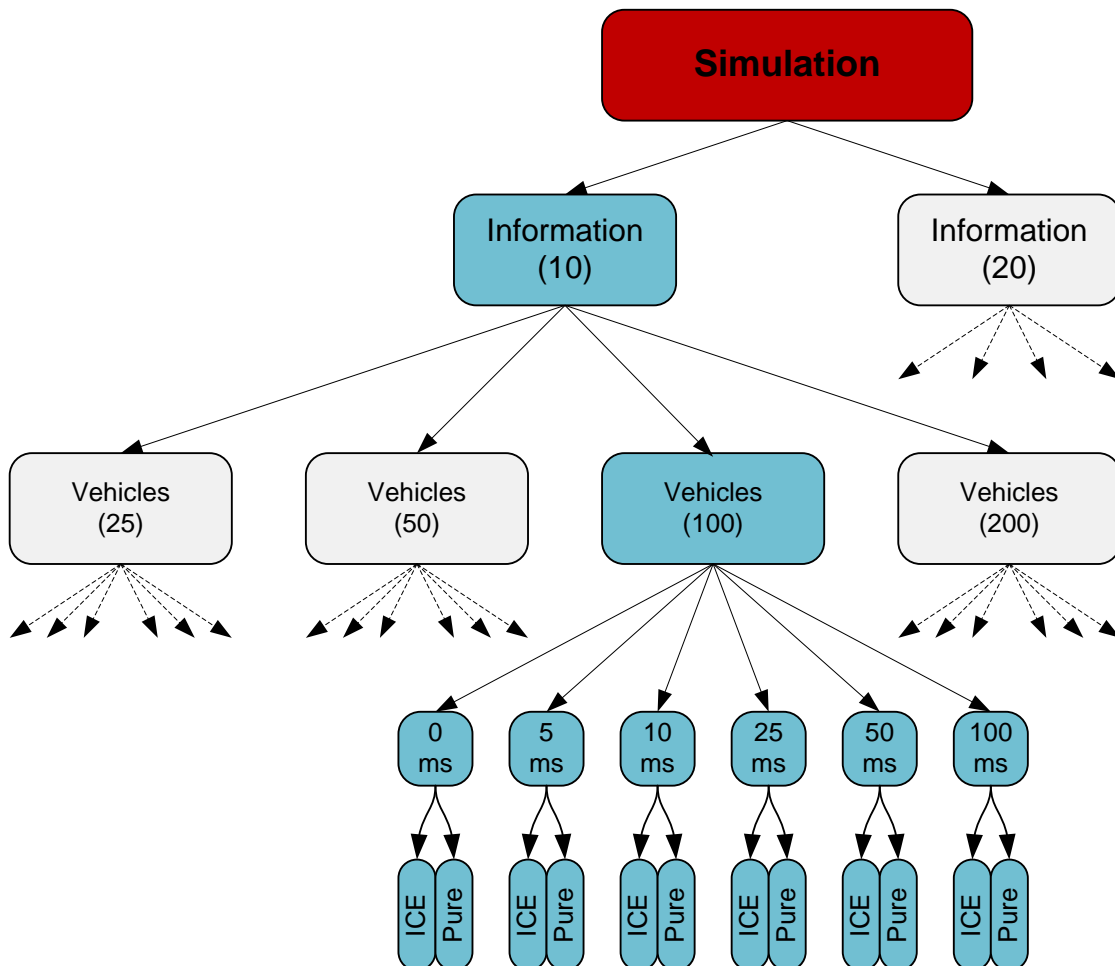 Simulation
Information
(10)
Information
(20)
Vehicles
(25)
Vehicles
(50)
Vehicles
(100)
Vehicles
(200)
0
ms
5
ms
10
ms
25
ms
50
ms
100
ms
ICE
Pure
ICE
Pure
ICE
Pure
ICE
Pure
ICE
Pure
ICE
Pure